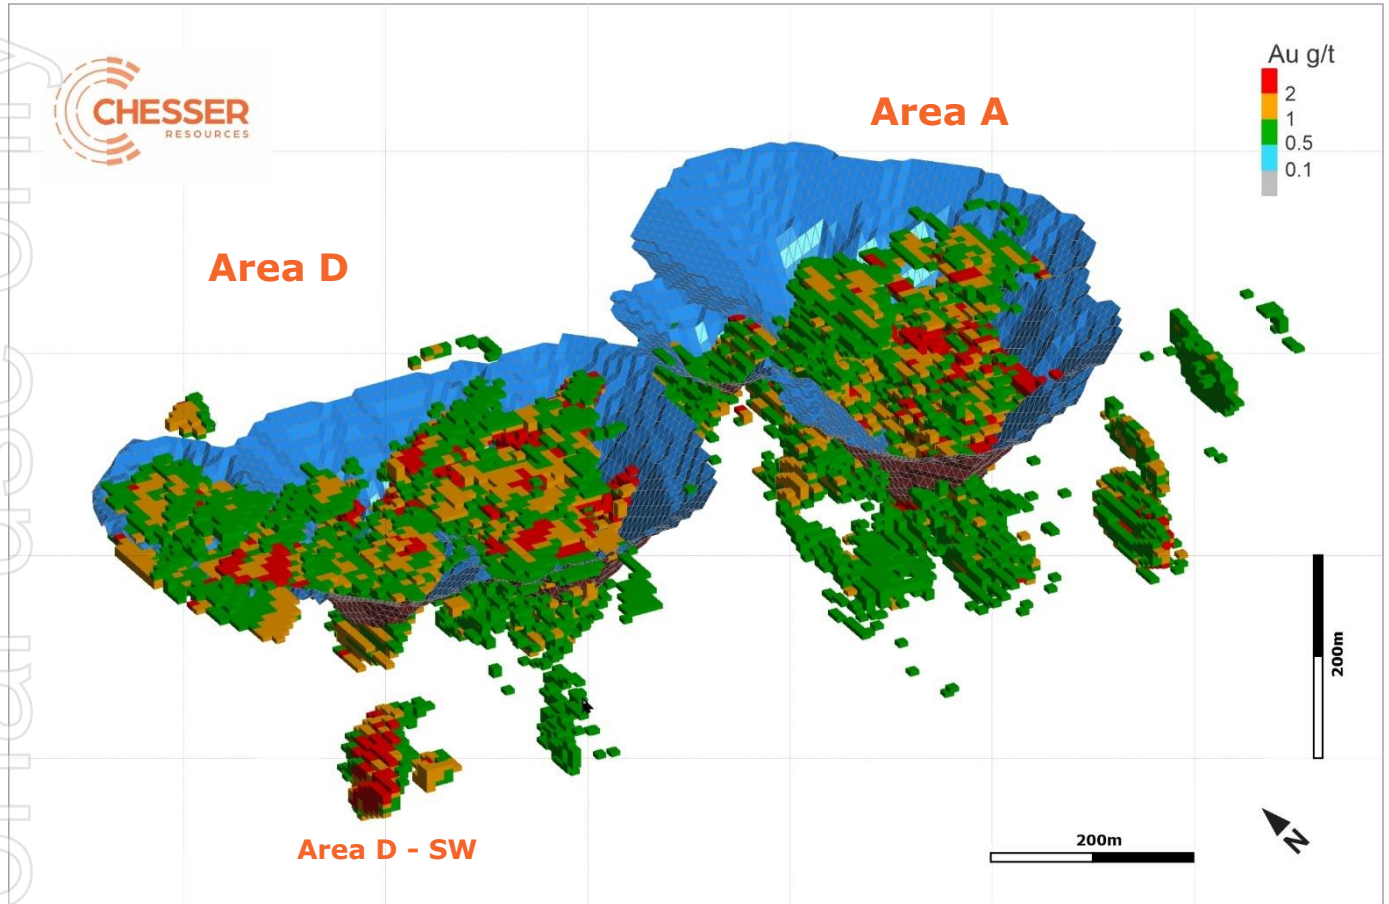 CHESSER
RESOURCES
Area A
Area D
Au g/t
2
1
0.5
0.1
200m
200m
N
Area D - SW